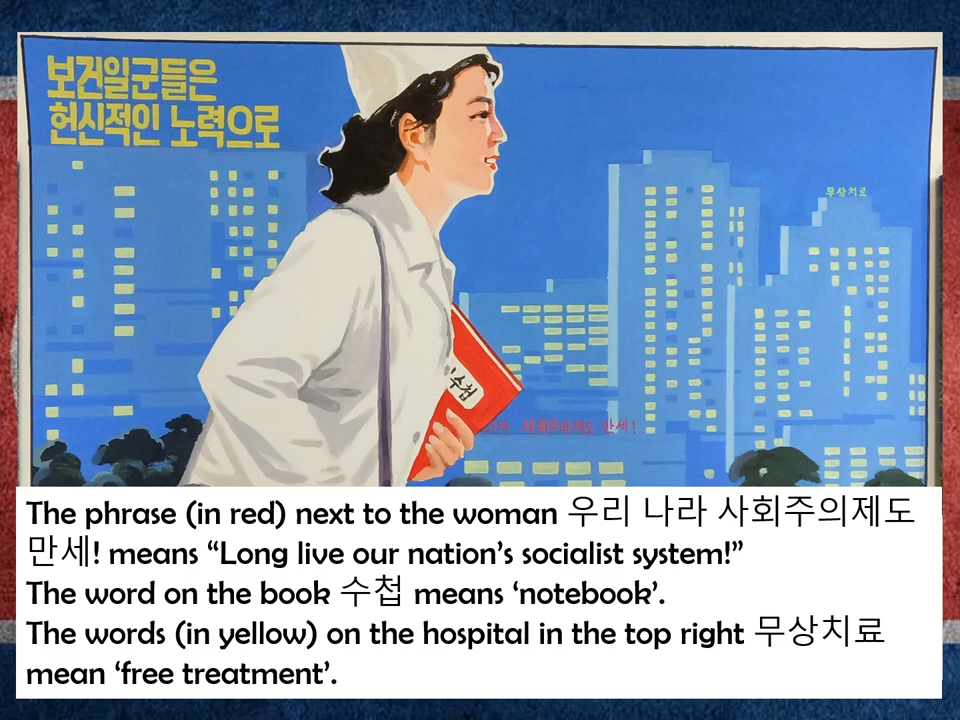 보건일군들은
헌신적인 노력으로
무상치료
수첩
사회주의제도 만세!
The phrase (in red) next to the woman 우리 나라 사회주의제도
만세! means “Long live our nation’s socialist system!”
The word on the book 수첩 means ‘notebook’.
The words (in yellow) on the hospital in the top right 무상치료
mean ‘free treatment’.